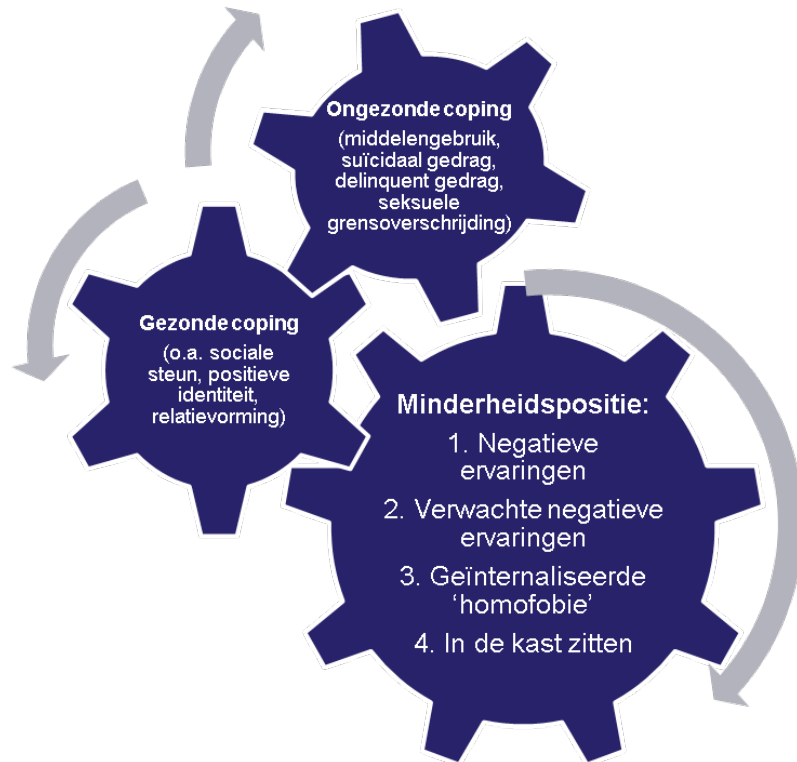 Ongezonde coping
(middelengebruik,
suïcidaal gedrag,
delinquent gedrag,
seksuele
grensoverschrijding)
Gezonde coping
(o.a. sociale
steun, positieve
identiteit,
relatievorming)
Minderheidspositie:
1. Negatieve
ervaringen
2. Verwachte negatieve
ervaringen
3. Geïnternaliseerde
‘homofobie’
4. In de kast zitten